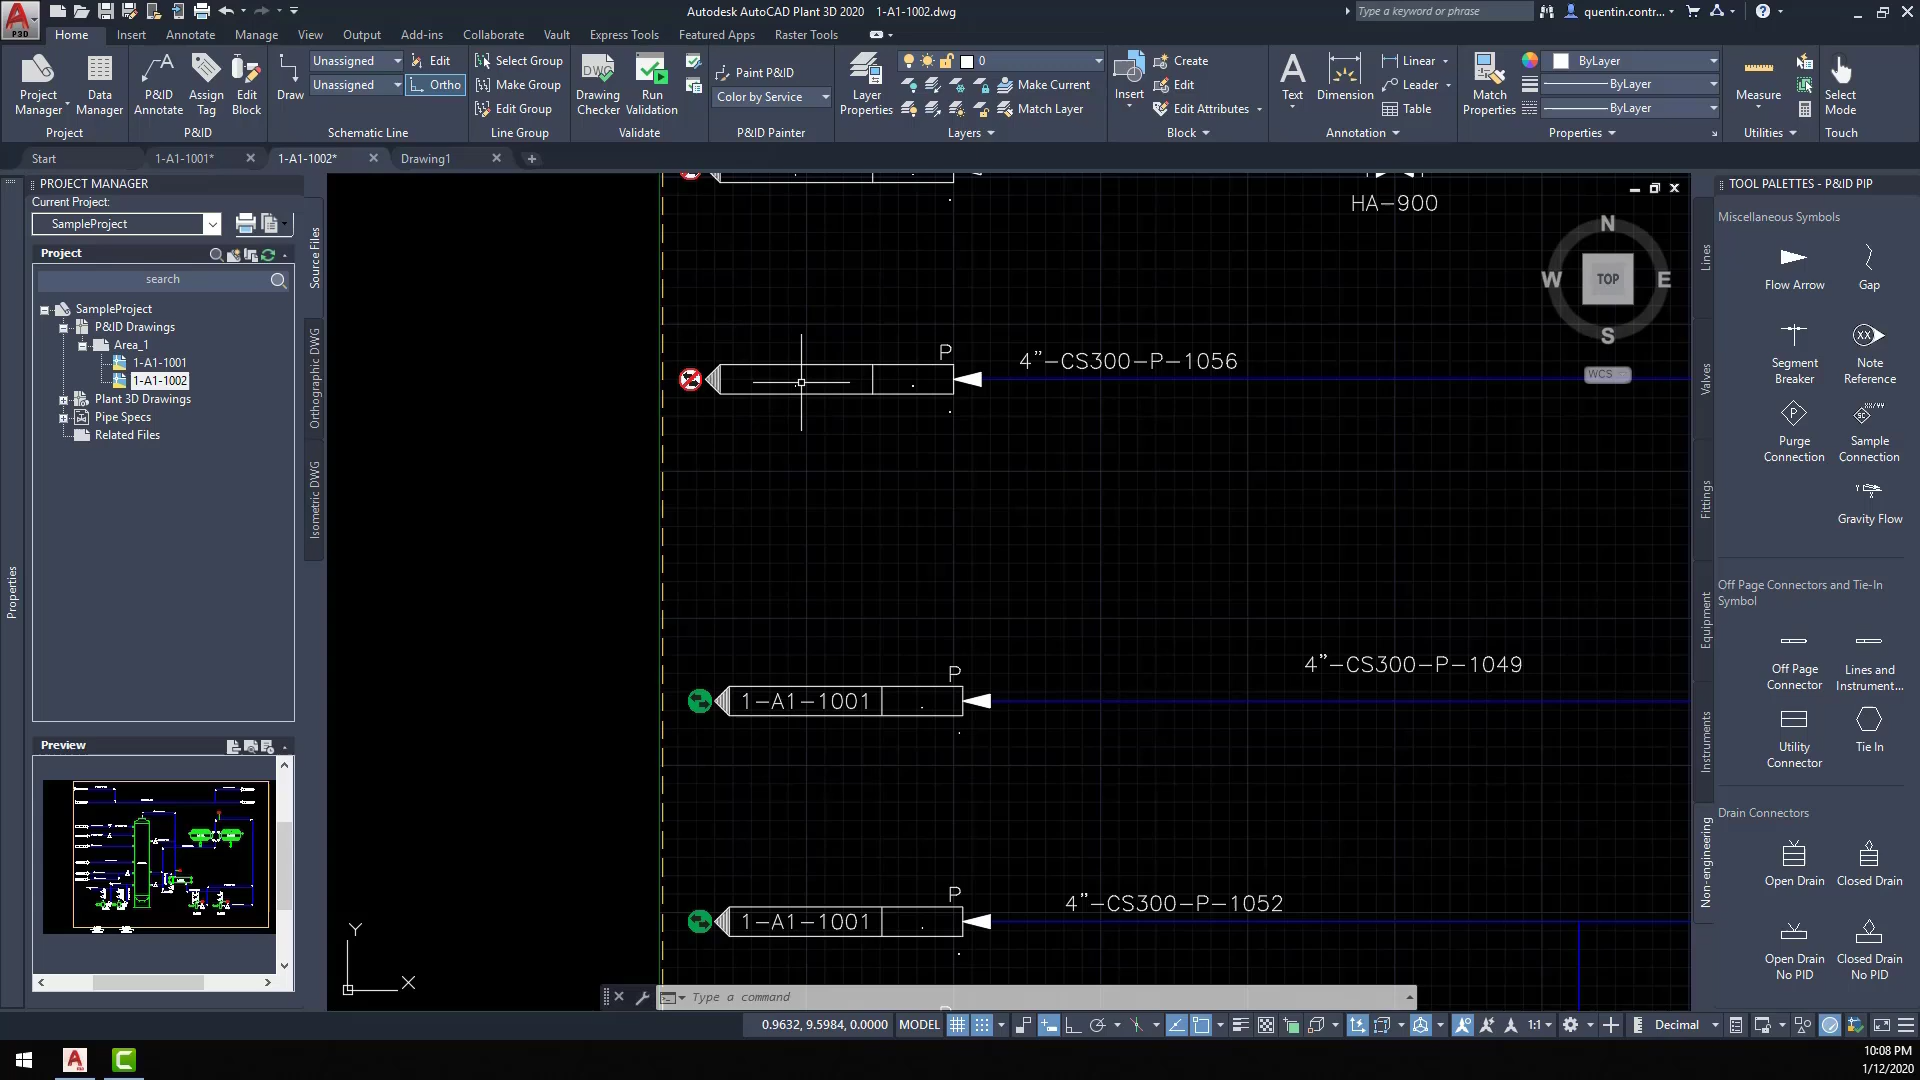 P3D
Autodesk AutoCAD Plant 3D 2020 1-A1-1002.dwg
Type a keyword or phrase
quentin.contr...
Home Insert Annotate Manage View Output Add-ins Collaborate Vault Express Tools Featured Apps Raster Tools
Project Manager
Data Manager
Project
P&ID Annotate
Assign Tag
Edit Block
P&ID
Draw
Unassigned
Unassigned
Edit
Ortho
Schematic Line
Select Group
Make Group
Edit Group
Line Group
DWG
Drawing Checker
Run Validation
Validate
Paint P&ID
Color by Service
P&ID Painter
Layer Properties
0
Make Current
Match Layer
Layers
Insert
Create
Edit
Edit Attributes
Block
Text
Dimension
Linear
Leader
Table
Annotation
Match Properties
ByLayer
ByLayer
ByLayer
Properties
Measure
Utilities
Select Mode
Touch
Start 1-A1-1001* 1-A1-1002* Drawing1
PROJECT MANAGER
Current Project:
SampleProject
Project
search
SampleProject
P&ID Drawings
Area_1
1-A1-1001
1-A1-1002
Plant 3D Drawings
Pipe Specs
Related Files
Source Files
Orthographic DWG
Isometric DWG
Properties
Preview
HA-900
P
4”-CS300-P-1056
P
1-A1-1001
4”-CS300-P-1049
P
1-A1-1001
4”-CS300-P-1052
N
W TOP E
S
WCS
Y
X
Type a command
TOOL PALETTES - P&ID PIP
Lines
Valves
Fittings
Equipment
Instruments
Non-engineering
Miscellaneous Symbols
Flow Arrow
Gap
Segment Breaker
XX
Note Reference
P
Purge Connection
SC
XX/YY
Sample Connection
Gravity Flow
Off Page Connectors and Tie-In Symbol
Off Page Connector
Lines and Instrument...
Utility Connector
Tie In
Drain Connectors
Open Drain
Closed Drain
Open Drain No PID
Closed Drain No PID
0.9632, 9.5984, 0.0000 MODEL
1:1
Decimal
10:08 PM
1/12/2020